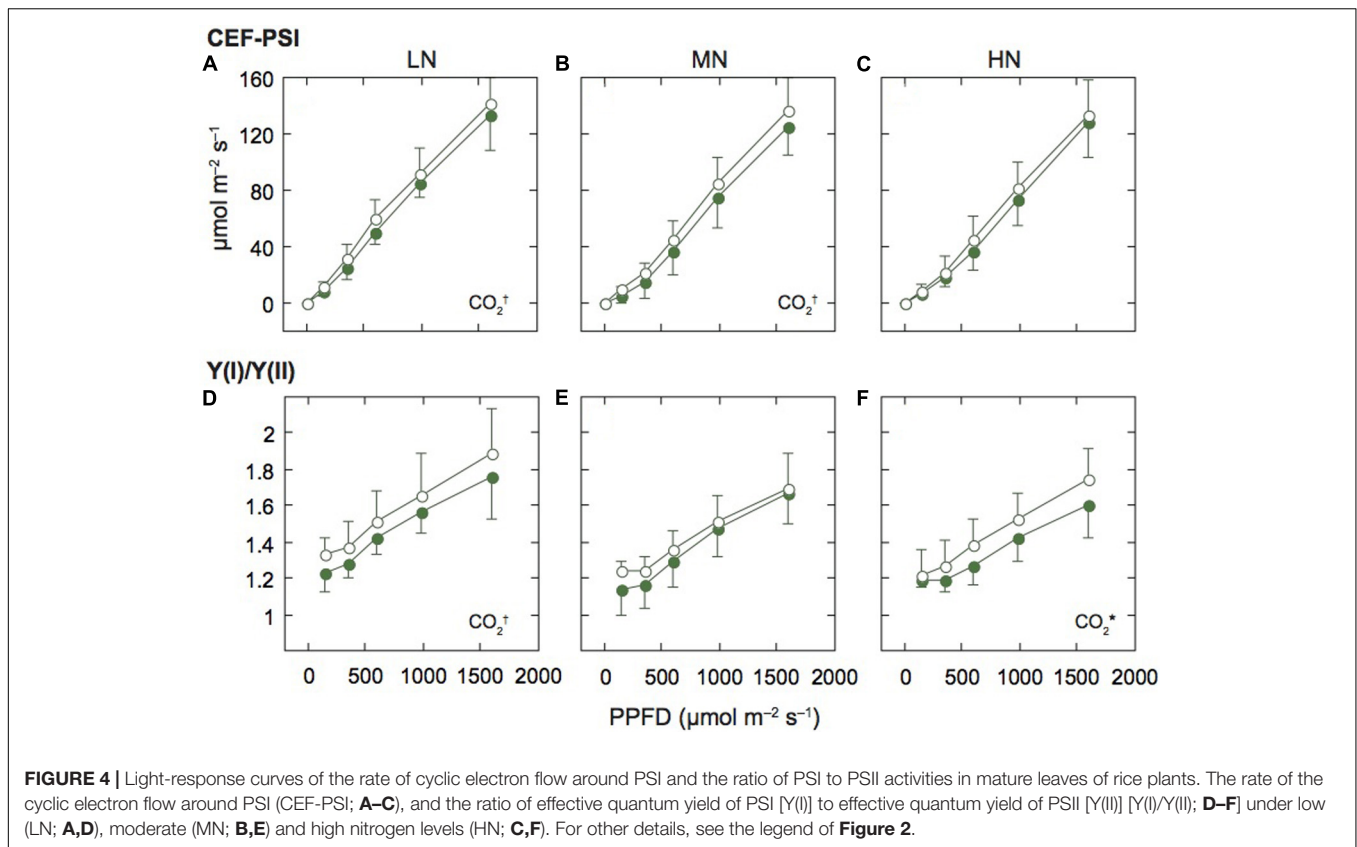 CEF-PSI
A LN B MN C HN
160
120
80
40
0
µmol m⁻² s⁻¹
CO₂† CO₂†
Y(I)/Y(II)
D E F
2
1.8
1.6
1.4
1.2
1
CO₂† CO₂*
0 500 1000 1500 2000 0 500 1000 1500 2000 0 500 1000 1500 2000
PPFD (µmol m⁻² s⁻¹)
FIGURE 4 | Light-response curves of the rate of cyclic electron flow around PSI and the ratio of PSI to PSII activities in mature leaves of rice plants. The rate of the
cyclic electron flow around PSI (CEF-PSI; A–C), and the ratio of effective quantum yield of PSI [Y(I)] to effective quantum yield of PSII [Y(II)] [Y(I)/Y(II); D–F] under low
(LN; A,D), moderate (MN; B,E) and high nitrogen levels (HN; C,F). For other details, see the legend of Figure 2.